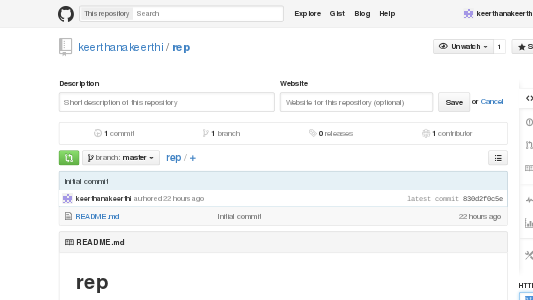 This repository Search Explore Gist Blog Help keerthanakeerth
keerthanakeerthi / rep Unwatch 1 S
Description Website
Short description of this repository Website for this repository (optional) Save or Cancel
1 commit 1 branch 0 releases 1 contributor
branch: master rep / +
Initial commit
keerthanakeerthi authored 22 hours ago latest commit 830d2f0c5e
README.md Initial commit 22 hours ago
README.md
rep
HTT